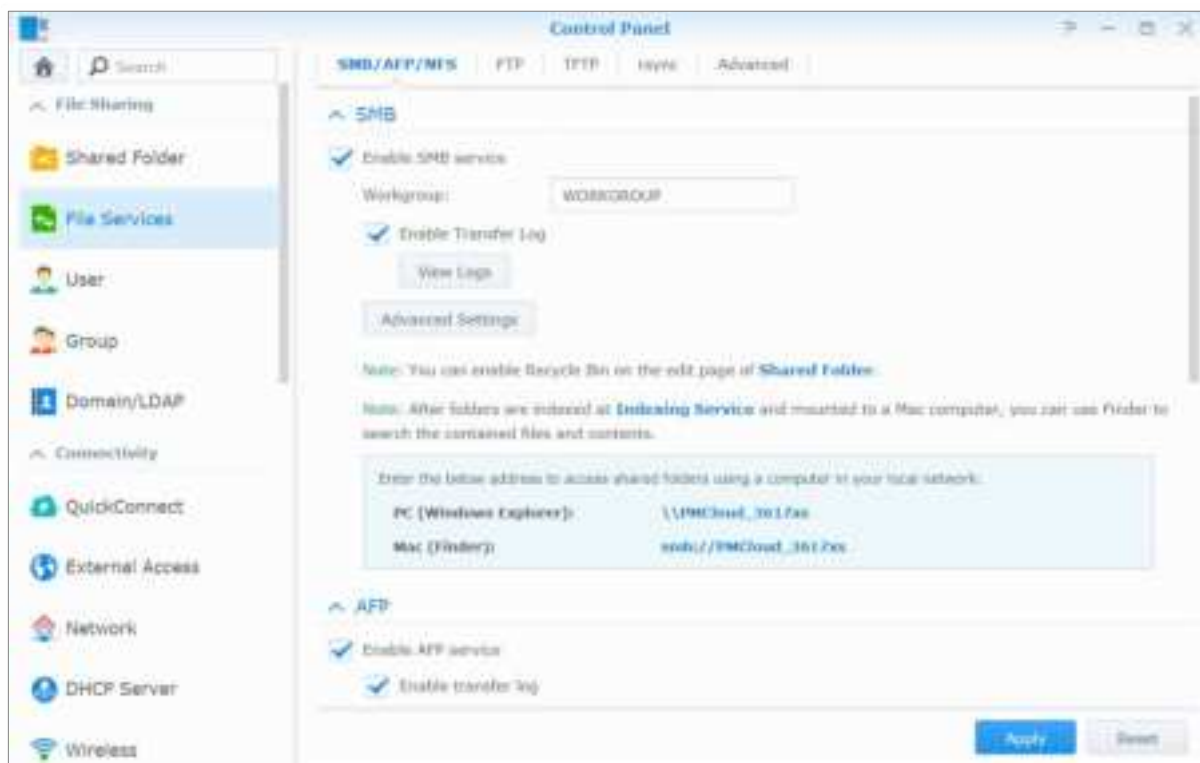 Control Panel
Search
SMB/AFP/NFS FTP TFTP rsync Advanced
File Sharing
Shared Folder
File Services
User
Group
Domain/LDAP
Connectivity
QuickConnect
External Access
Network
DHCP Server
Wireless
SMB
Enable SMB service
Workgroup: WORKGROUP
Enable Transfer Log
View Logs
Advanced Settings
Note: You can enable Recycle Bin on the edit page of Shared Folder.
Note: After folders are indexed at Indexing Service and mounted to a Mac computer, you can use Finder to
search the contained files and contents.
Enter the below address to access shared folders using a computer in your local network:
PC (Windows Explorer): \\PMCloud_3617xs
Mac (Finder): smb://PMCloud_3617xs
AFP
Enable AFP service
Enable transfer log
Apply Reset